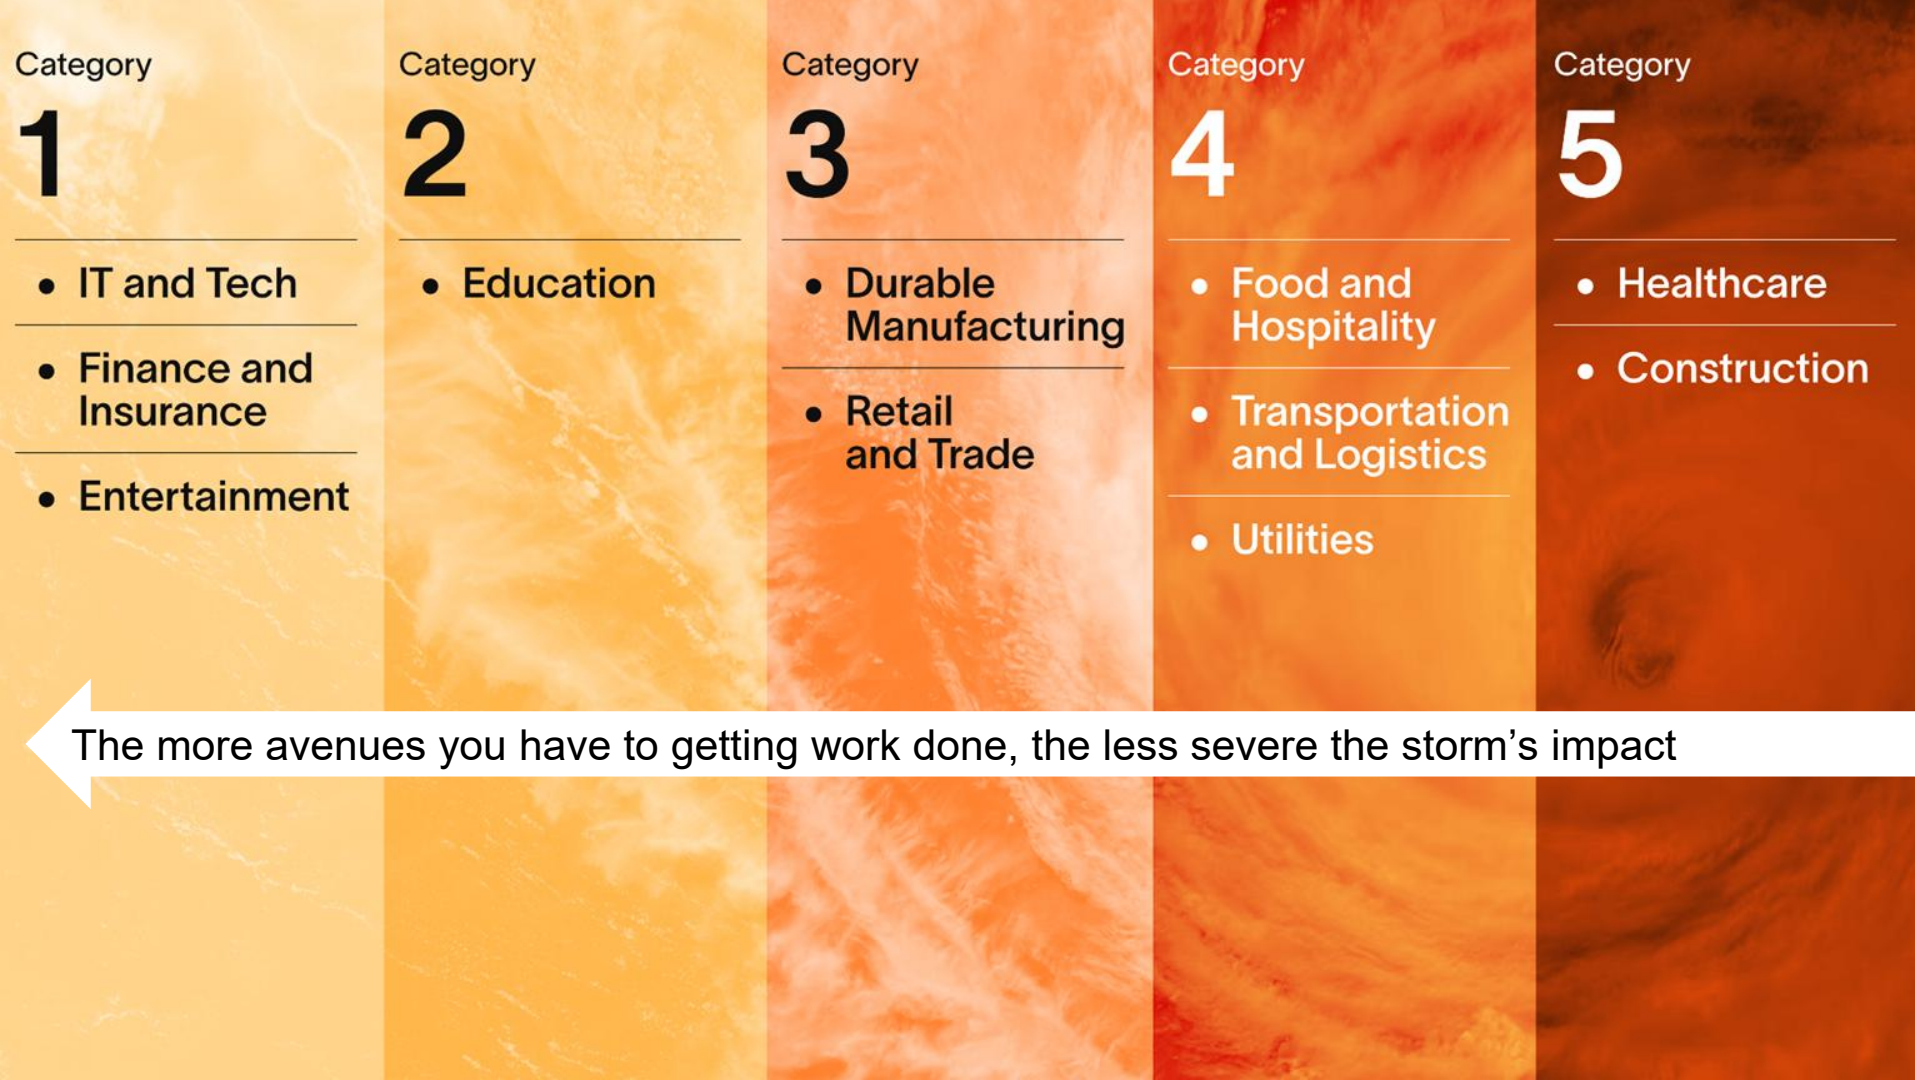 Category
1
• IT and Tech
• Finance and
Insurance
• Entertainment
Category
2
• Education
Category
3
• Durable
Manufacturing
• Retail
and Trade
Category
4
• Food and
Hospitality
• Transportation
and Logistics
• Utilities
Category
5
• Healthcare
• Construction
The more avenues you have to getting work done, the less severe the storm’s impact